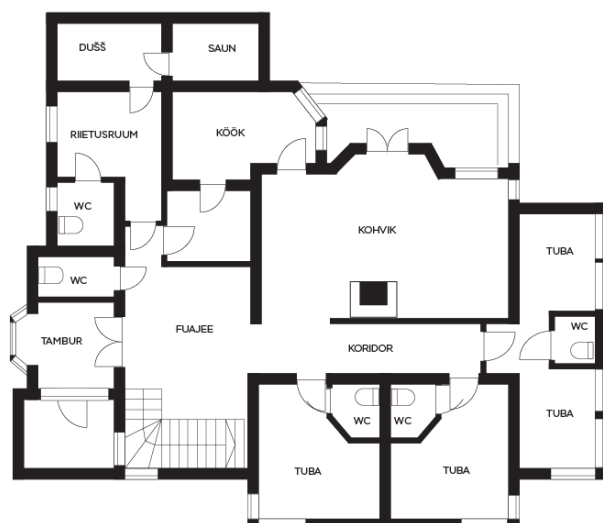 DUŠŠ
SAUN
RIIETUSRUUM
KÖÖK
WC
KOHVIK
TUBA
WC
FUAJEE
WC
TAMBUR
KORIDOR
WC
WC
TUBA
TUBA
TUBA